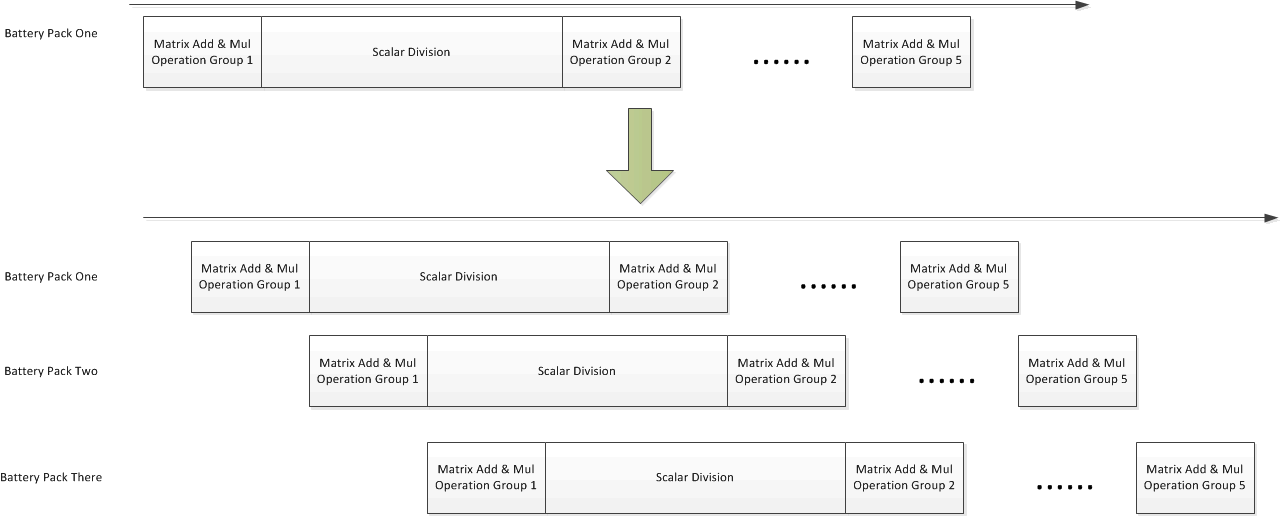 Battery Pack One
Matrix Add & Mul
Operation Group 1
Scalar Division
Matrix Add & Mul
Operation Group 2
......
Matrix Add & Mul
Operation Group 5
Battery Pack One
Matrix Add & Mul
Operation Group 1
Scalar Division
Matrix Add & Mul
Operation Group 2
......
Matrix Add & Mul
Operation Group 5
Battery Pack Two
Matrix Add & Mul
Operation Group 1
Scalar Division
Matrix Add & Mul
Operation Group 2
......
Matrix Add & Mul
Operation Group 5
Battery Pack There
Matrix Add & Mul
Operation Group 1
Scalar Division
Matrix Add & Mul
Operation Group 2
......
Matrix Add & Mul
Operation Group 5